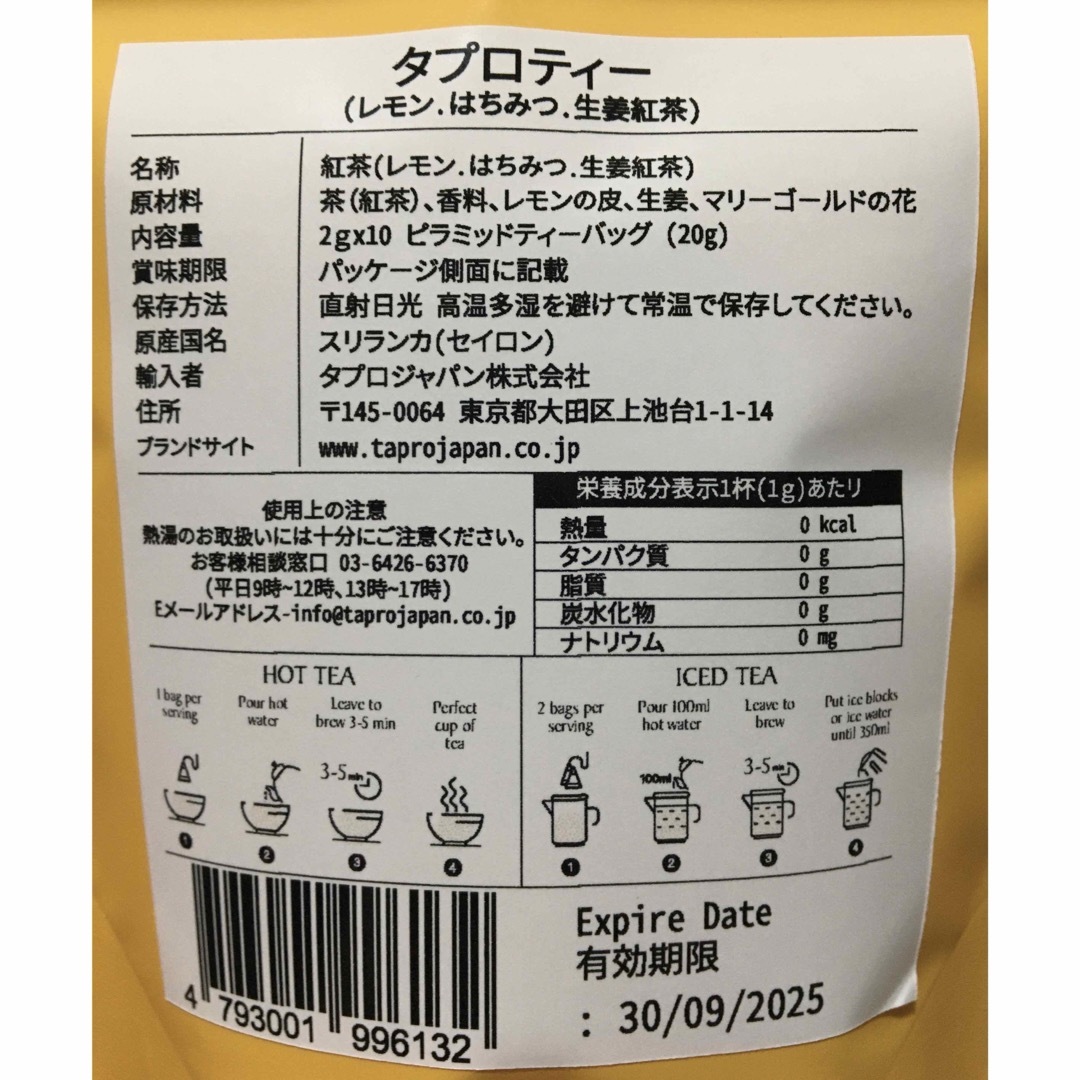 タプロティー
(レモン.はちみつ.生姜紅茶)
名称 紅茶(レモン.はちみつ.生姜紅茶)
原材料 茶(紅茶)、香料、レモンの皮、生姜、マリーゴールドの花
内容量 2gx10 ピラミッドティーバッグ (20g)
賞味期限 パッケージ側面に記載
保存方法 直射日光 高温多湿を避けて常温で保存してください。
原産国名 スリランカ(セイロン)
輸入者 タプロジャパン株式会社
住所 〒145-0064 東京都大田区上池台1-1-14
ブランドサイト www.taprojapan.co.jp
使用上の注意
熱湯のお取扱いには十分にご注意ください。
お客様相談窓口 03-6426-6370
(平日9時~12時、13時~17時)
Eメールアドレス-info@taprojapan.co.jp
栄養成分表示1杯(1g)あたり
熱量 0 kcal
タンパク質 0 g
脂質 0 g
炭水化物 0 g
ナトリウム 0 mg
HOT TEA
1 bag per
serving
Pour hot
water
Leave to
brew 3-5 min
Perfect
cup of
tea
3-5min
1 2 3 4
ICED TEA
2 bags per
serving
Pour 100ml
hot water
Leave to
brew
Put ice blocks
or ice water
until 350ml
100ml
3-5min
1 2 3 4
4 793001 996132
Expire Date
有効期限
: 30/09/2025